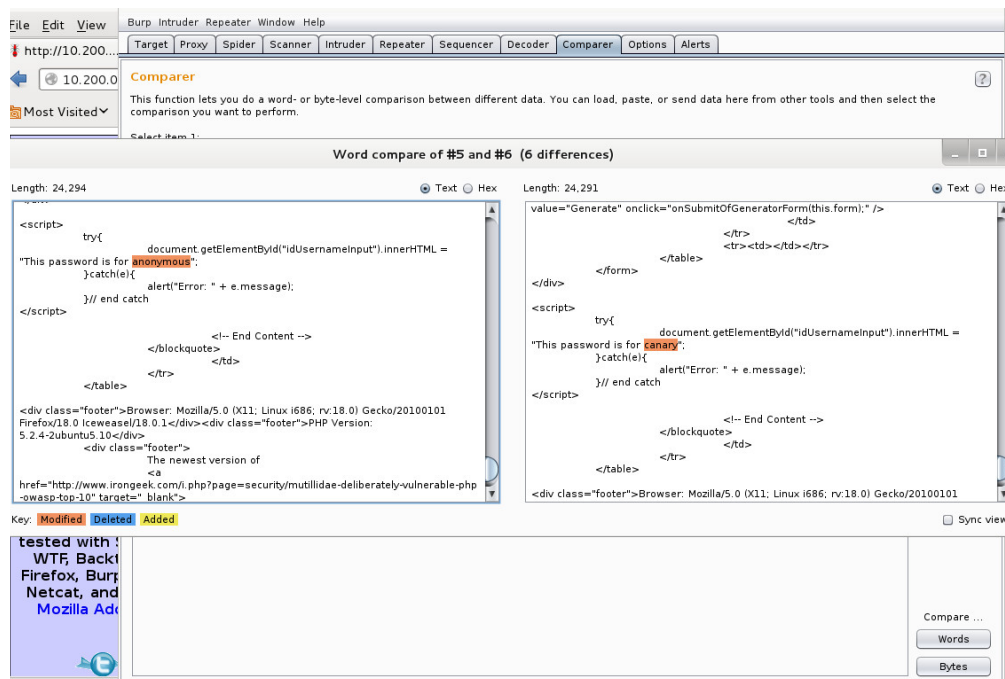 File Edit View
Burp Intruder Repeater Window Help
http://10.200....
Target Proxy Spider Scanner Intruder Repeater Sequencer Decoder Comparer Options Alerts
10.200.0
Comparer
?
Most Visited
This function lets you do a word- or byte-level comparison between different data. You can load, paste, or send data here from other tools and then select the
comparison you want to perform.
Select item 1:
Word compare of #5 and #6 (6 differences)
Length: 24,294
Text Hex
<script>
try{
document.getElementById("idUsernameInput").innerHTML =
"This password is for anonymous";
}catch(e){
alert("Error: " + e.message);
}// end catch
</script>
<!-- End Content -->
</blockquote>
</td>
</tr>
</table>
<div class="footer">Browser: Mozilla/5.0 (X11; Linux i686; rv:18.0) Gecko/20100101
Firefox/18.0 Iceweasel/18.0.1</div><div class="footer">PHP Version:
5.2.4-2ubuntu5.10</div>
<div class="footer">
The newest version of
<a
href="http://www.irongeek.com/i.php?page=security/mutillidae-deliberately-vulnerable-php
-owasp-top-10" target="_blank">
Length: 24,291
Text Hex
value="Generate" onclick="onSubmitOfGeneratorForm(this.form);" />
</td>
</tr>
<tr><td></td></tr>
</table>
</form>
</div>
<script>
try{
document.getElementById("idUsernameInput").innerHTML =
"This password is for canary";
}catch(e){
alert("Error: " + e.message);
}// end catch
</script>
<!-- End Content -->
</blockquote>
</td>
</tr>
</table>
<div class="footer">Browser: Mozilla/5.0 (X11; Linux i686; rv:18.0) Gecko/20100101
Key: Modified Deleted Added
Sync view
tested with
WTF, Backt
Firefox, Burp
Netcat, and
Mozilla Add
Compare ...
Words
Bytes